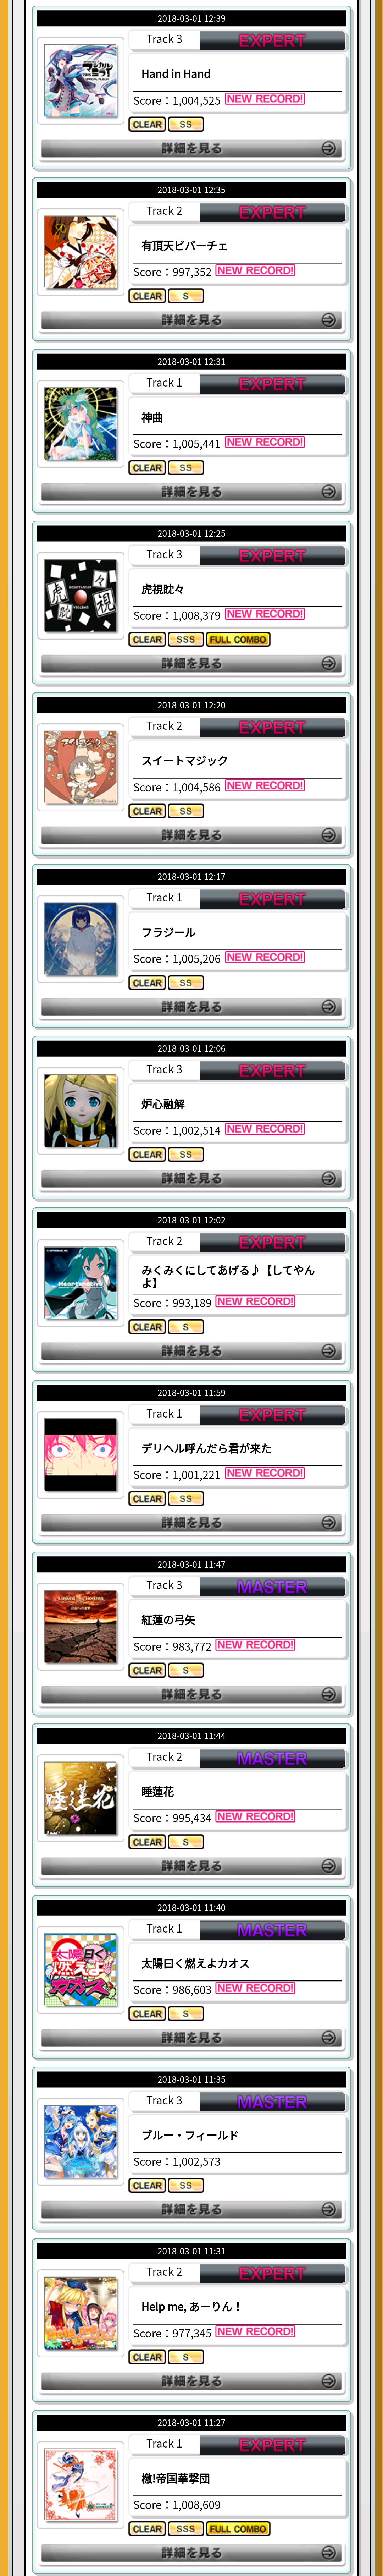 2018-03-01 12:39
Track 3
EXPERT
Hand in Hand
Score：1,004,525 NEW RECORD!
CLEAR SS
詳細を見る
2018-03-01 12:35
Track 2
EXPERT
有頂天ビバーチェ
Score：997,352 NEW RECORD!
CLEAR S
詳細を見る
2018-03-01 12:31
Track 1
EXPERT
神曲
Score：1,005,441 NEW RECORD!
CLEAR SS
詳細を見る
2018-03-01 12:25
Track 3
EXPERT
虎視眈々
Score：1,008,379 NEW RECORD!
CLEAR SSS FULL COMBO
詳細を見る
2018-03-01 12:20
Track 2
EXPERT
スイートマジック
Score：1,004,586 NEW RECORD!
CLEAR SS
詳細を見る
2018-03-01 12:17
Track 1
EXPERT
フラジール
Score：1,005,206 NEW RECORD!
CLEAR SS
詳細を見る
2018-03-01 12:06
Track 3
EXPERT
炉心融解
Score：1,002,514 NEW RECORD!
CLEAR SS
詳細を見る
2018-03-01 12:02
Track 2
EXPERT
みくみくにしてあげる♪【してやん
よ】
Score：993,189 NEW RECORD!
CLEAR S
詳細を見る
2018-03-01 11:59
Track 1
EXPERT
デリヘル呼んだら君が来た
Score：1,001,221 NEW RECORD!
CLEAR SS
詳細を見る
2018-03-01 11:47
Track 3
MASTER
紅蓮の弓矢
Score：983,772 NEW RECORD!
CLEAR S
詳細を見る
2018-03-01 11:44
Track 2
MASTER
睡蓮花
睡蓮花
Score：995,434 NEW RECORD!
CLEAR S
詳細を見る
2018-03-01 11:40
Track 1
MASTER
太陽曰く
燃えよ
カオス
太陽曰く燃えよカオス
Score：986,603 NEW RECORD!
CLEAR S
詳細を見る
2018-03-01 11:35
Track 3
MASTER
ブルー・フィールド
Score：1,002,573
CLEAR SS
詳細を見る
2018-03-01 11:31
Track 2
EXPERT
Help me, あーりん！
Score：977,345 NEW RECORD!
CLEAR S
詳細を見る
2018-03-01 11:27
Track 1
EXPERT
檄!帝国華撃団
Score：1,008,609
CLEAR SSS FULL COMBO
詳細を見る